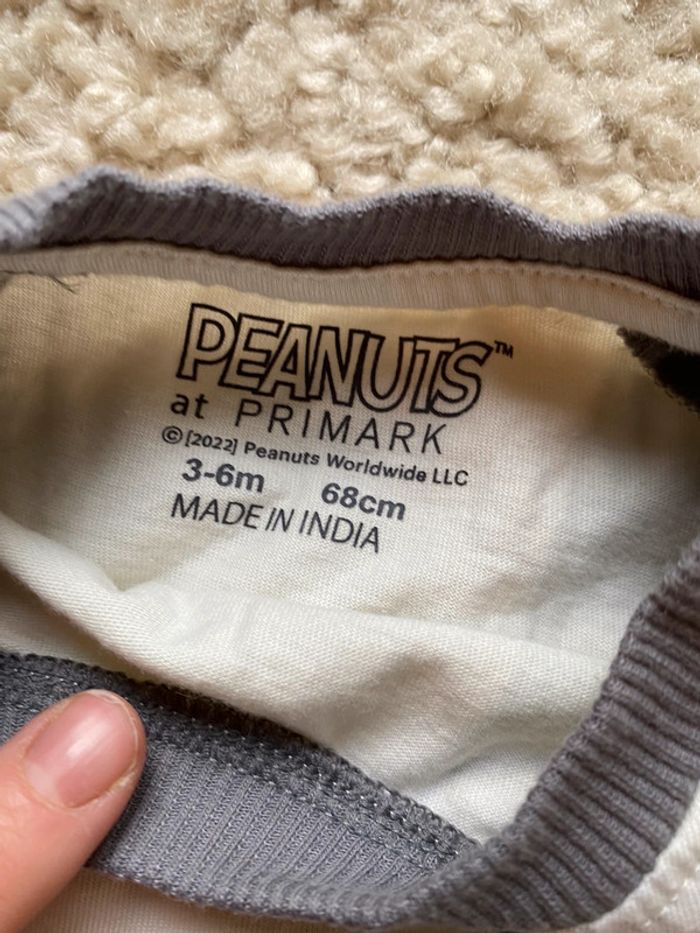 PEANUTS™
at PRIMARK
© [2022] Peanuts Worldwide LLC
3-6m 68cm
MADE IN INDIA